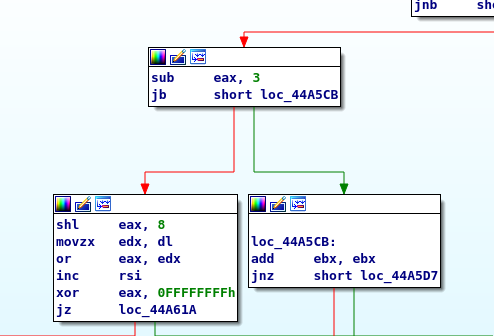 jnb sho
sub eax, 3
jb short loc_44A5CB
shl eax, 8
movzx edx, dl
or eax, edx
inc rsi
xor eax, 0FFFFFFFFh
jz loc_44A61A
loc_44A5CB:
add ebx, ebx
jnz short loc_44A5D7